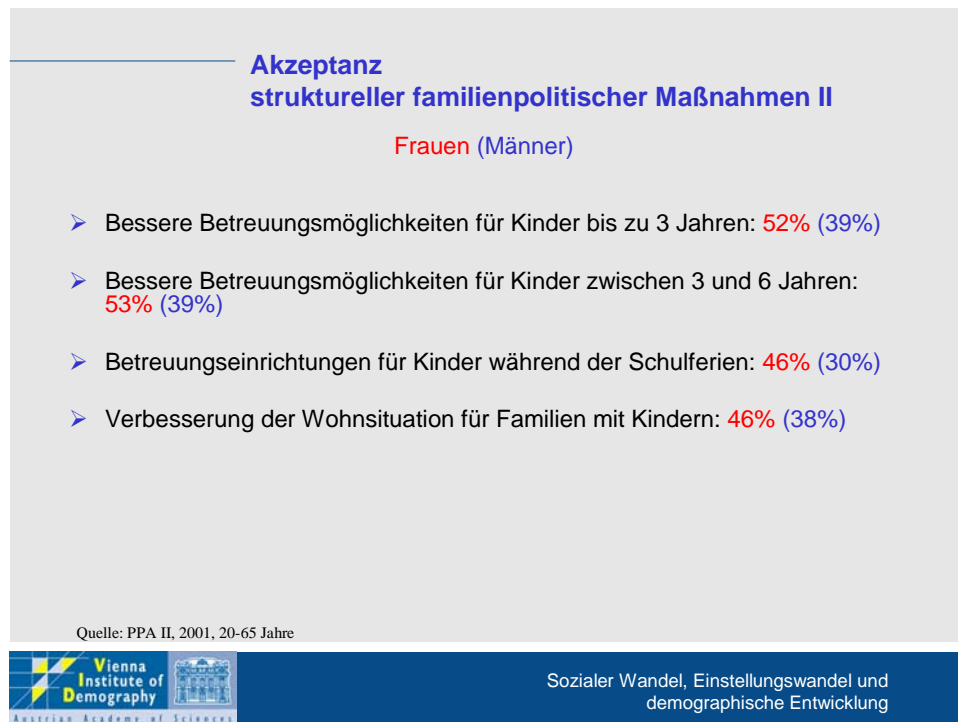 Akzeptanz
struktureller familienpolitischer Maßnahmen II
Frauen (Männer)
➢ Bessere Betreuungsmöglichkeiten für Kinder bis zu 3 Jahren: 52% (39%)
➢ Bessere Betreuungsmöglichkeiten für Kinder zwischen 3 und 6 Jahren:
53% (39%)
➢ Betreuungseinrichtungen für Kinder während der Schulferien: 46% (30%)
➢ Verbesserung der Wohnsituation für Familien mit Kindern: 46% (38%)
Quelle: PPA II, 2001, 20-65 Jahre
Vienna
Institute of
Demography
Austrian Academy of Sciences
Sozialer Wandel, Einstellungswandel und
demographische Entwicklung